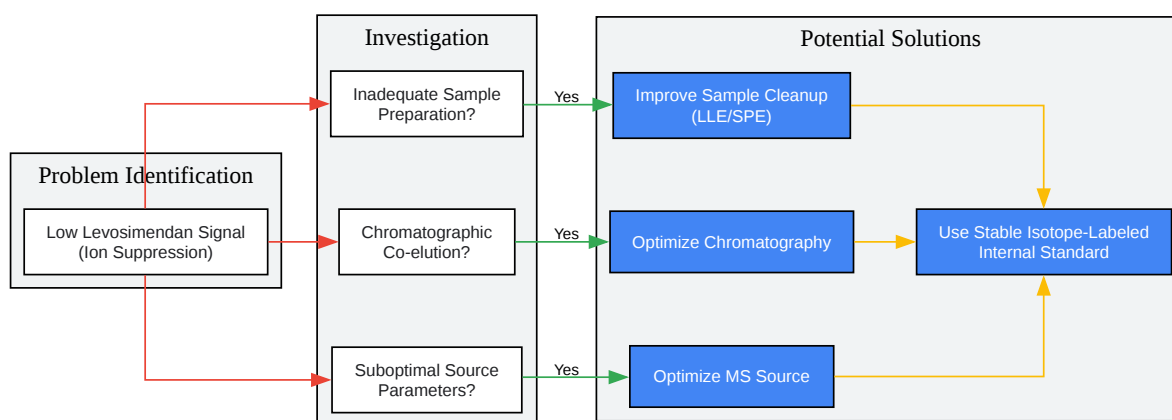 Investigation
Potential Solutions
Inadequate Sample
Preparation?
Yes
Improve Sample Cleanup
(LLE/SPE)
Problem Identification
Low Levosimendan Signal
(Ion Suppression)
Chromatographic
Co-elution?
Yes
Optimize Chromatography
Use Stable Isotope-Labeled
Internal Standard
Suboptimal Source
Parameters?
Yes
Optimize MS Source